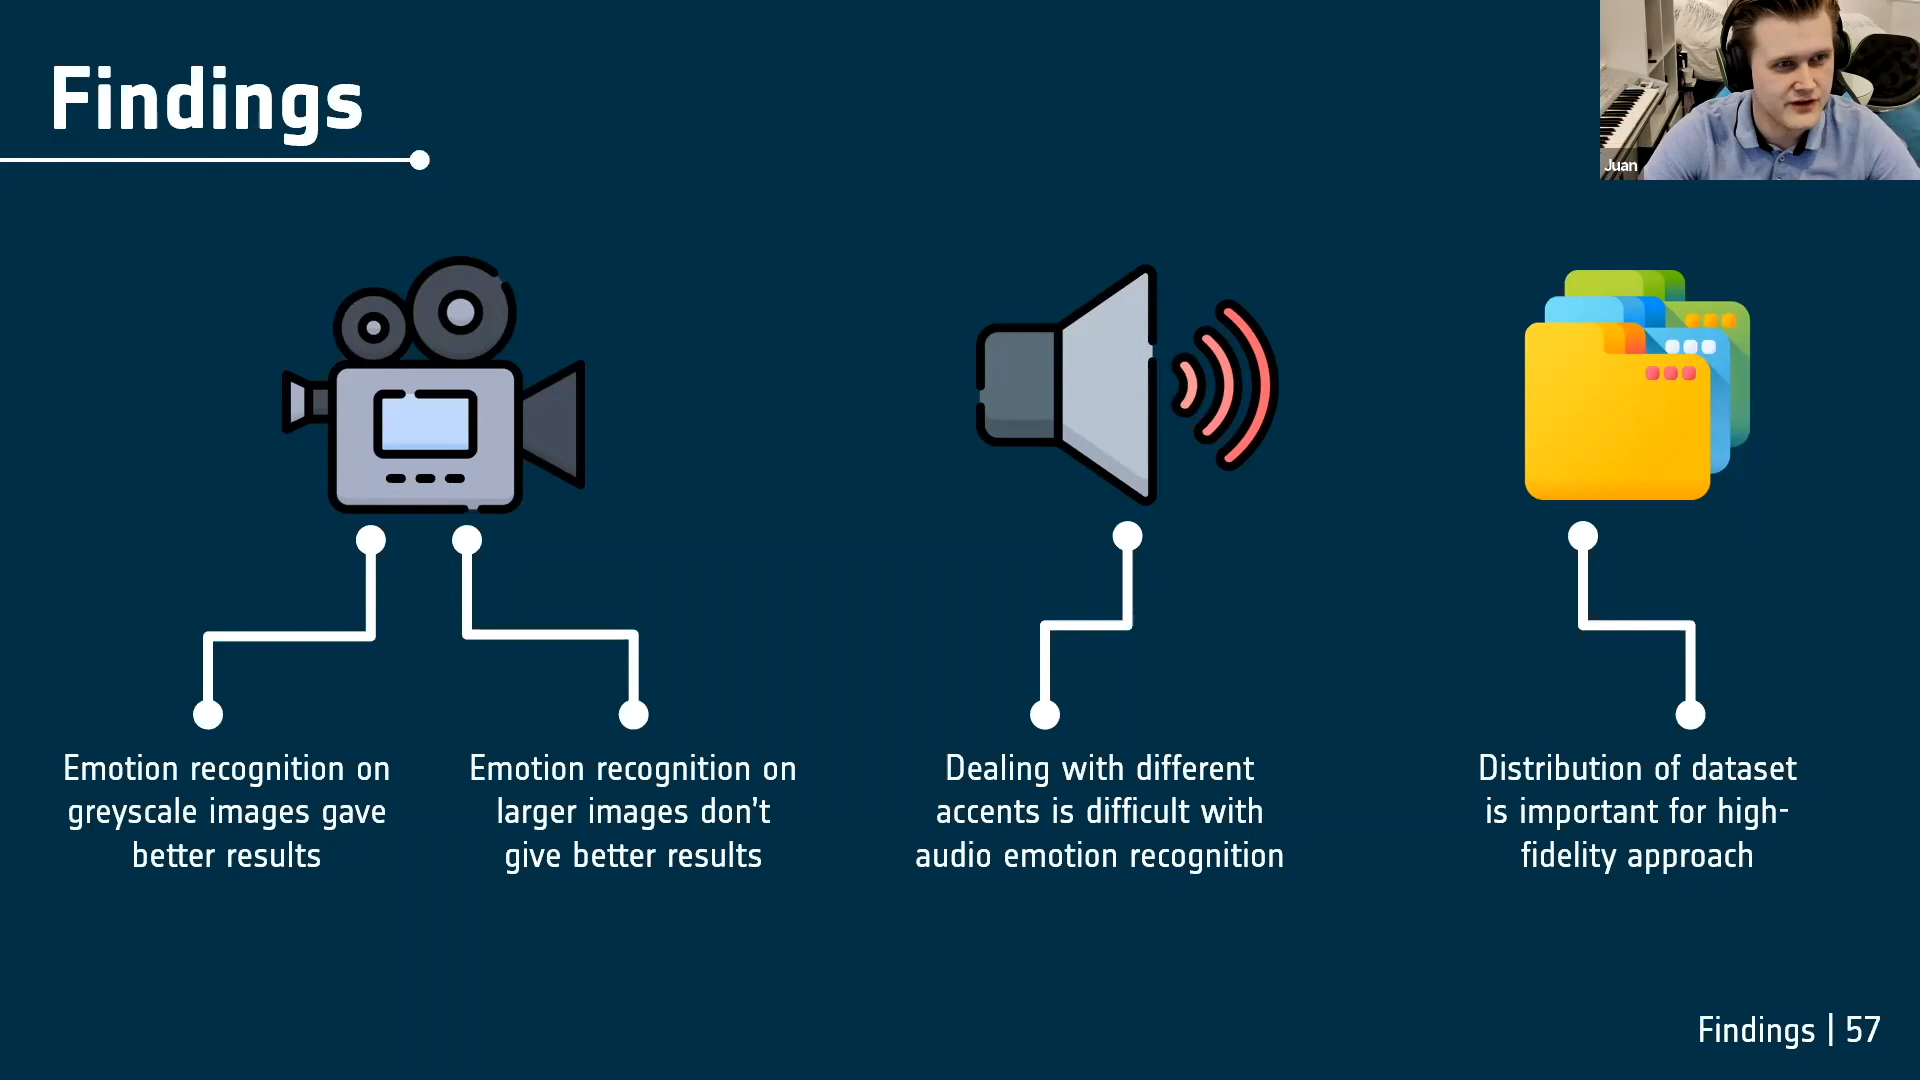 Findings
Juan
Emotion recognition on
greyscale images gave
better results
Emotion recognition on
larger images don't
give better results
Dealing with different
accents is difficult with
audio emotion recognition
Distribution of dataset
is important for high-
fidelity approach
Findings | 57